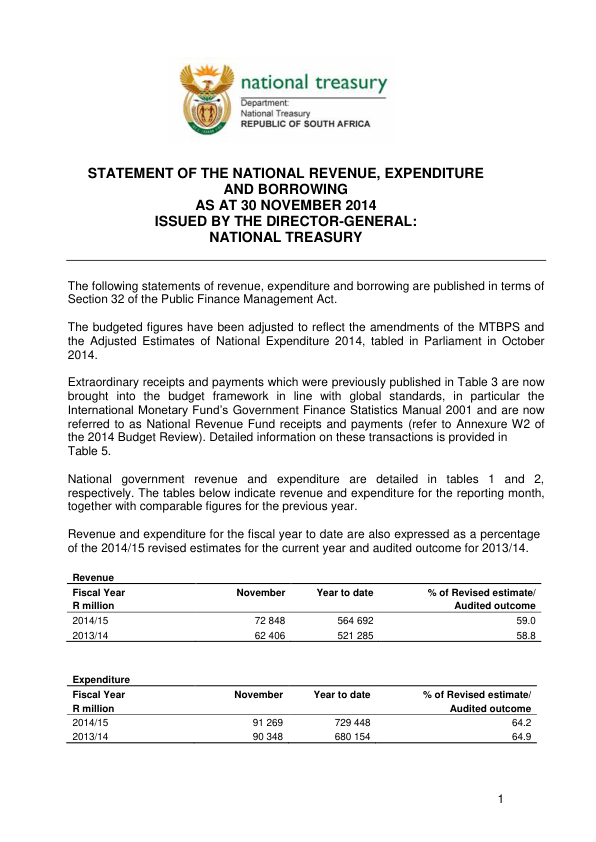 national treasury
Department:
National Treasury
REPUBLIC OF SOUTH AFRICA
STATEMENT OF THE NATIONAL REVENUE, EXPENDITURE
AND BORROWING
AS AT 30 NOVEMBER 2014
ISSUED BY THE DIRECTOR-GENERAL:
NATIONAL TREASURY
The following statements of revenue, expenditure and borrowing are published in terms of
Section 32 of the Public Finance Management Act.
The budgeted figures have been adjusted to reflect the amendments of the MTBPS and
the Adjusted Estimates of National Expenditure 2014, tabled in Parliament in October
2014.
Extraordinary receipts and payments which were previously published in Table 3 are now
brought into the budget framework in line with global standards, in particular the
International Monetary Fund's Government Finance Statistics Manual 2001 and are now
referred to as National Revenue Fund receipts and payments (refer to Annexure W2 of
the 2014 Budget Review). Detailed information on these transactions is provided in
Table 5.
National government revenue and expenditure are detailed in tables 1 and 2,
respectively. The tables below indicate revenue and expenditure for the reporting month,
together with comparable figures for the previous year.
Revenue and expenditure for the fiscal year to date are also expressed as a percentage
of the 2014/15 revised estimates for the current year and audited outcome for 2013/14.
Revenue
Fiscal Year November Year to date % of Revised estimate/
R million Audited outcome
2014/15 72 848 564 692 59.0
2013/14 62 406 521 285 58.8
Expenditure
Fiscal Year November Year to date % of Revised estimate/
R million Audited outcome
2014/15 91 269 729 448 64.2
2013/14 90 348 680 154 64.9
1